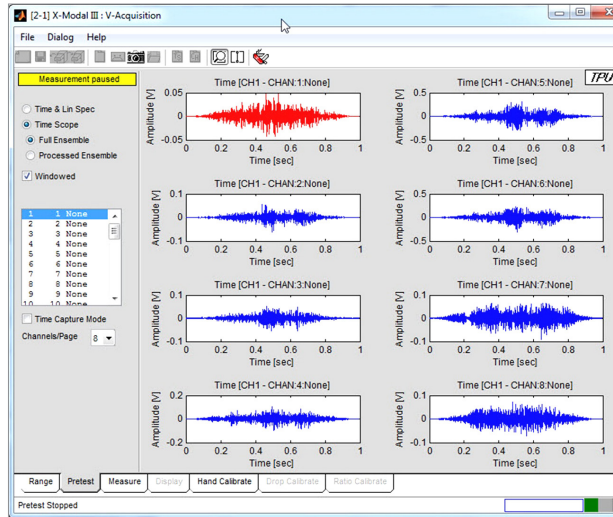 [2-1] X-Modal III : V-Acquisition
File Dialog Help
Measurement paused
Time & Lin Spec
Time Scope
Full Ensemble
Processed Ensemble
Windowed
1 1 None
2 2 None
3 3 None
4 4 None
5 5 None
6 6 None
7 7 None
8 8 None
9 9 None
10 10 None
Time Capture Mode
Channels/Page 8
TPU
Time [CH1 - CHAN:1:None]
Amplitude [V]
0.05
0
-0.05
0 0.2 0.4 0.6 0.8 1
Time [sec]
Time [CH1 - CHAN:5:None]
Amplitude [V]
0.5
0
-0.5
0 0.2 0.4 0.6 0.8 1
Time [sec]
Time [CH1 - CHAN:2:None]
Amplitude [V]
0.1
0
-0.1
0 0.2 0.4 0.6 0.8 1
Time [sec]
Time [CH1 - CHAN:6:None]
Amplitude [V]
0.5
0
-0.5
0 0.2 0.4 0.6 0.8 1
Time [sec]
Time [CH1 - CHAN:3:None]
Amplitude [V]
0.1
0
-0.1
0 0.2 0.4 0.6 0.8 1
Time [sec]
Time [CH1 - CHAN:7:None]
Amplitude [V]
0.1
0
-0.1
0 0.2 0.4 0.6 0.8 1
Time [sec]
Time [CH1 - CHAN:4:None]
Amplitude [V]
0.2
0
-0.2
0 0.2 0.4 0.6 0.8 1
Time [sec]
Time [CH1 - CHAN:8:None]
Amplitude [V]
0.1
0
-0.1
0 0.2 0.4 0.6 0.8 1
Time [sec]
Range Pretest Measure Display Hand Calibrate Drop Calibrate Ratio Calibrate
Pretest Stopped